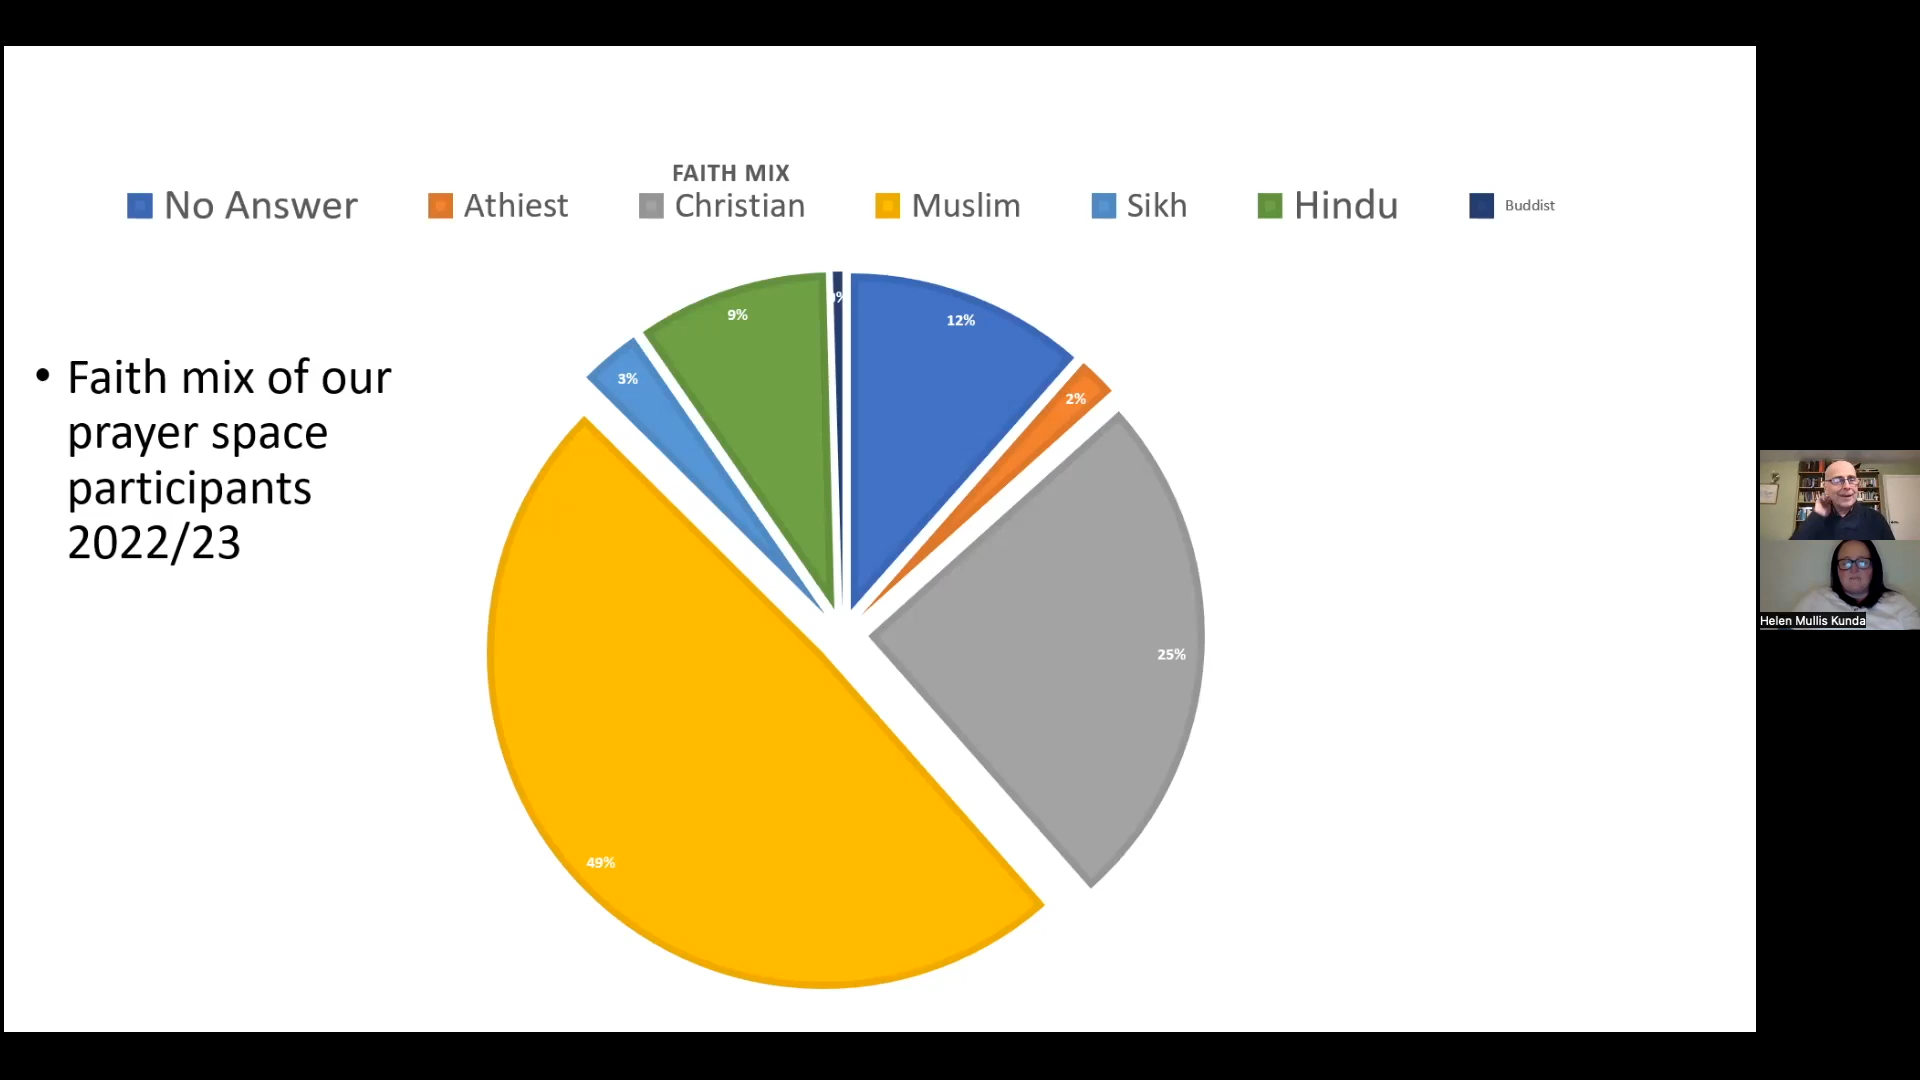 FAITH MIX
No Answer Athiest Christian Muslim Sikh Hindu Buddist
• Faith mix of our
prayer space
participants
2022/23
9%
12%
3%
2%
25%
49%
Helen Mullis Kunda